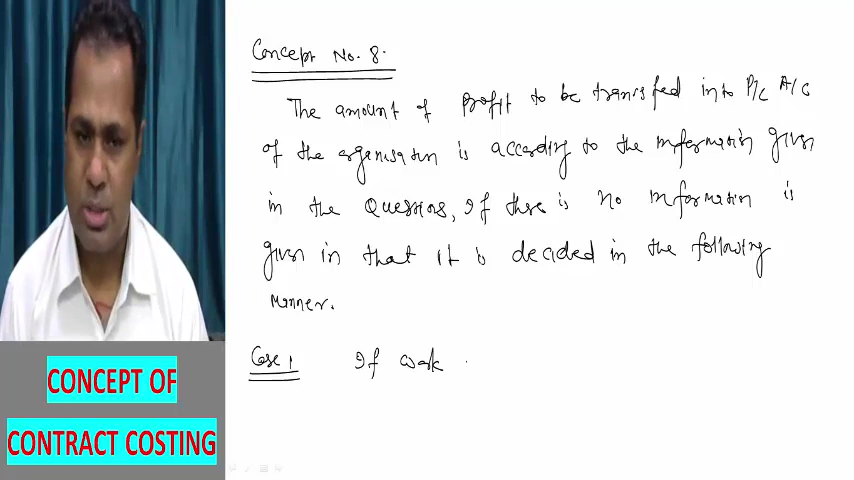 Concept No. 8.
The amount of profit to be transfed into P/L A/C
of the organisation is according to the information given
in the Questions, If there is no information is
given in that it is decided in the following
manner.
Case 1 If work
CONCEPT OF
CONTRACT COSTING